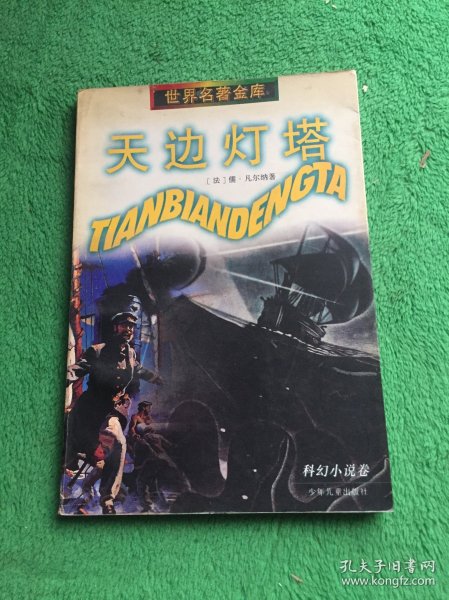 世界名著金库
天边灯塔
[法]儒·凡尔纳著
TIANBIANDENGTA
科幻小说卷
少年儿童出版社
孔夫子旧书网
www.kongfz.com